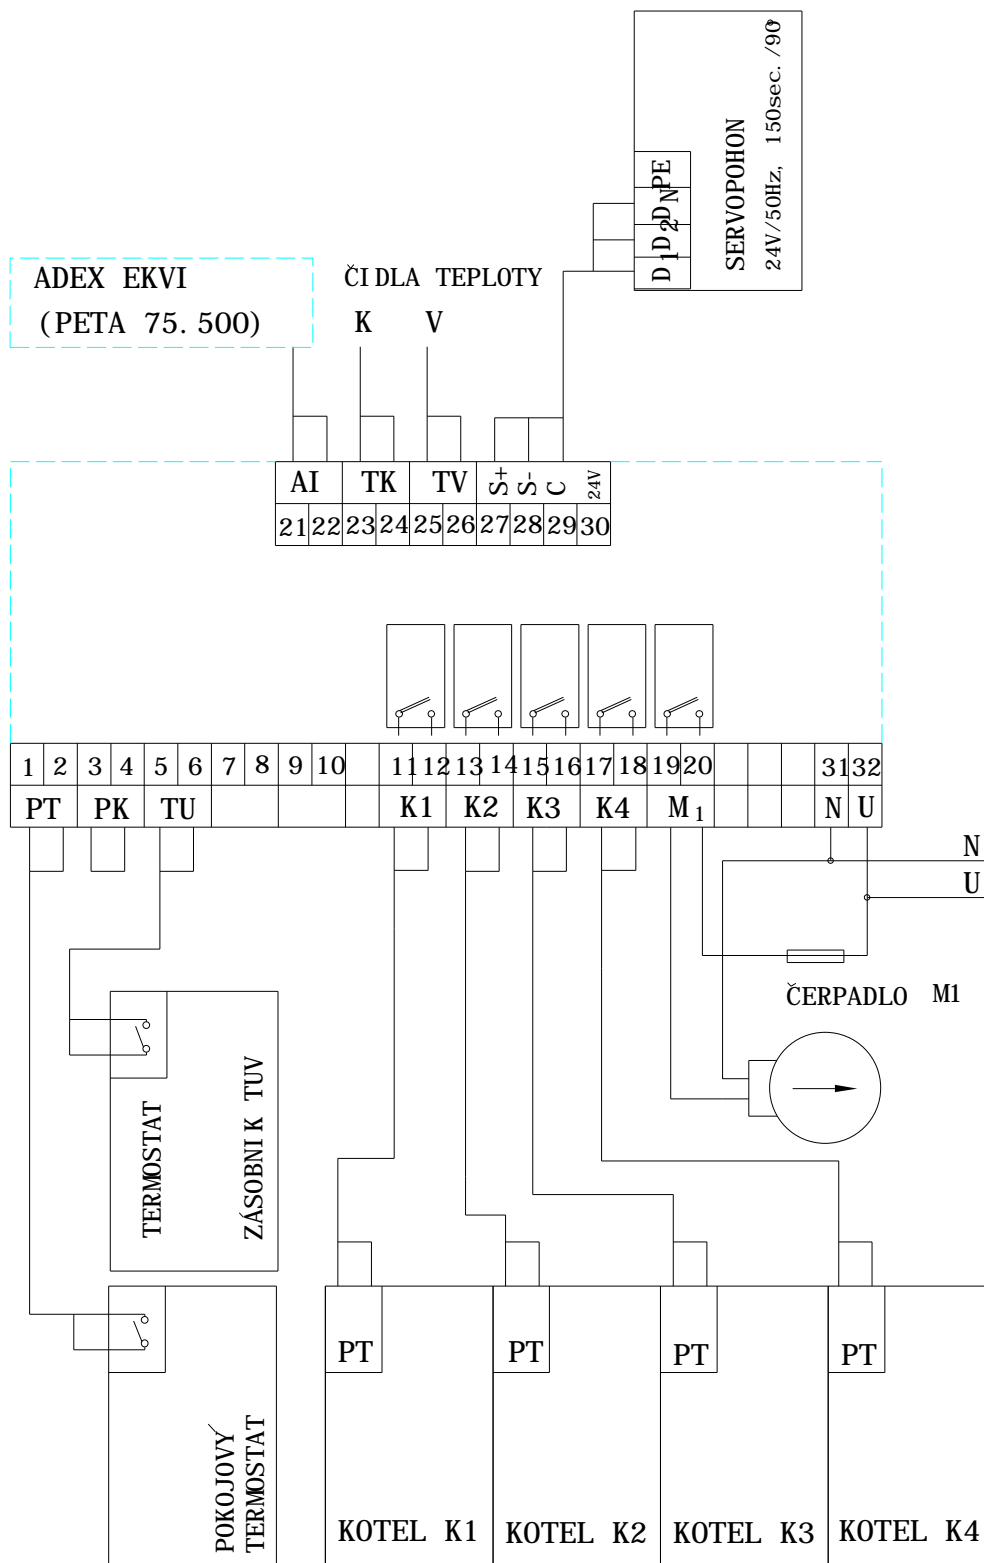 SERVOPOHON
24V/50Hz, 150sec./90°
PE
DN
D2
D1
ADEX EKVI
(PETA 75.500)
ČIDLA TEPLOTY
K V
AI TK TV S+ S- C 24V
21 22 23 24 25 26 27 28 29 30
1 2 3 4 5 6 7 8 9 10 11 12 13 14 15 16 17 18 19 20 31 32
PT PK TU K1 K2 K3 K4 M1 N U
N
U
ČERPADLO M1
TERMOSTAT
ZÁSOBNIK TUV
PT PT PT PT
POKOJOVÝ
TERMOSTAT
KOTEL K1 KOTEL K2 KOTEL K3 KOTEL K4